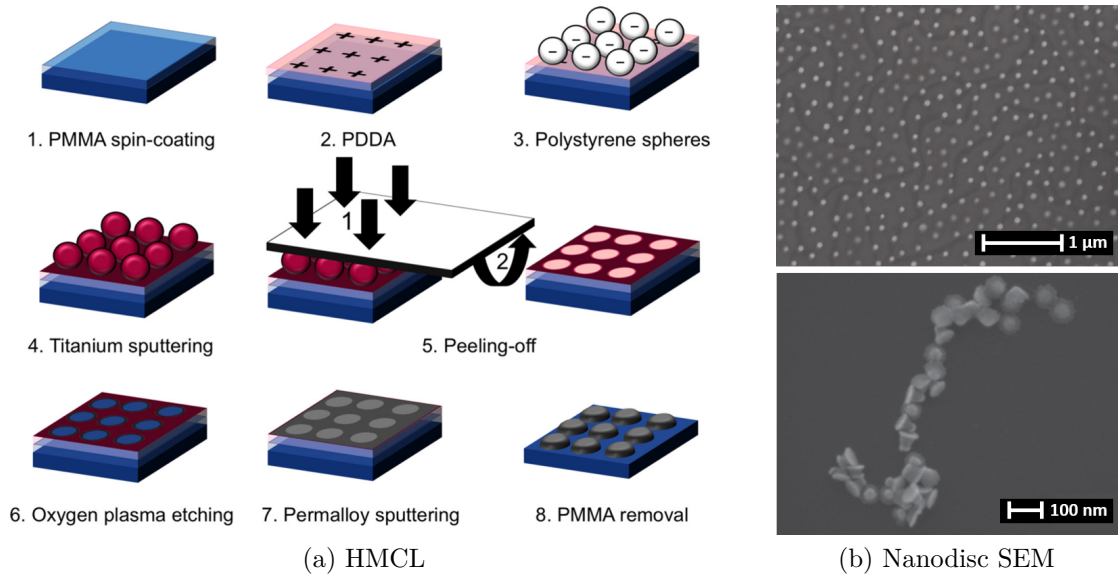 1. PMMA spin-coating
2. PDDA
3. Polystyrene spheres
1
2
4. Titanium sputtering
5. Peeling-off
6. Oxygen plasma etching
7. Permalloy sputtering
8. PMMA removal
(a) HMCL
1 µm
100 nm
(b) Nanodisc SEM